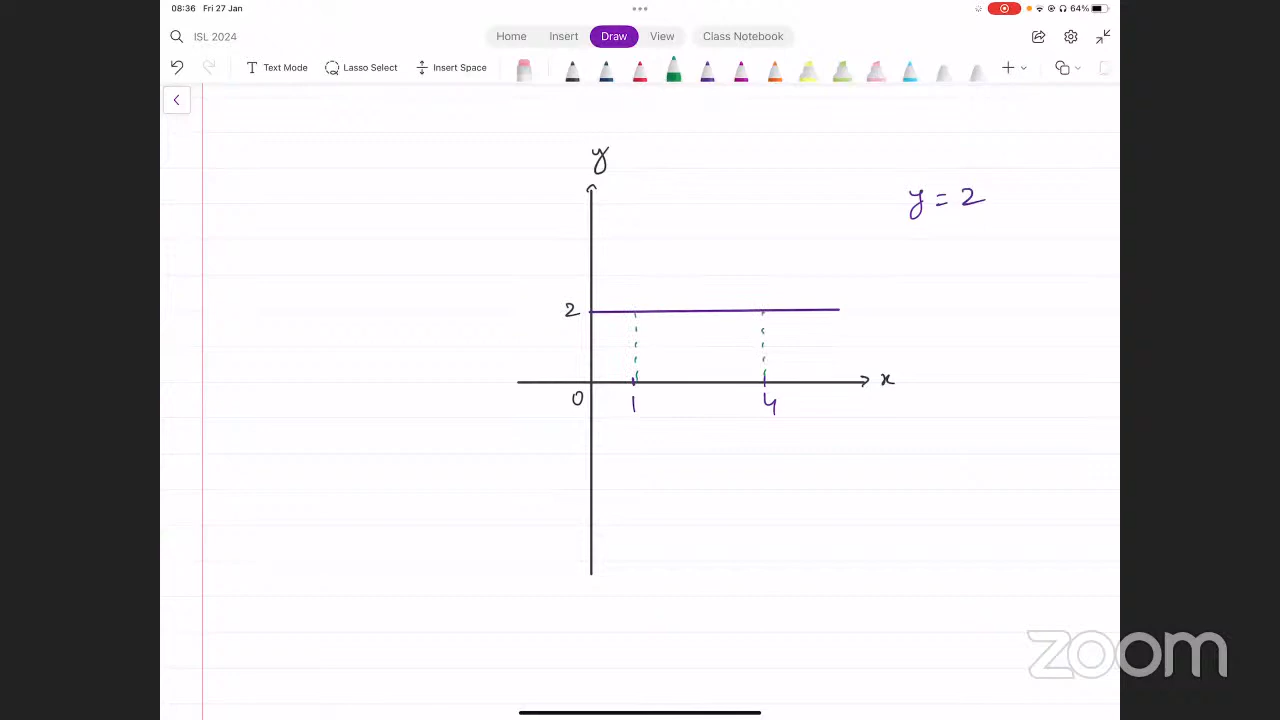 08:36 Fri 27 Jan
64%
ISL 2024
Home Insert Draw View Class Notebook
Text Mode Lasso Select Insert Space
y
y = 2
2
x
0 1 4
zoom